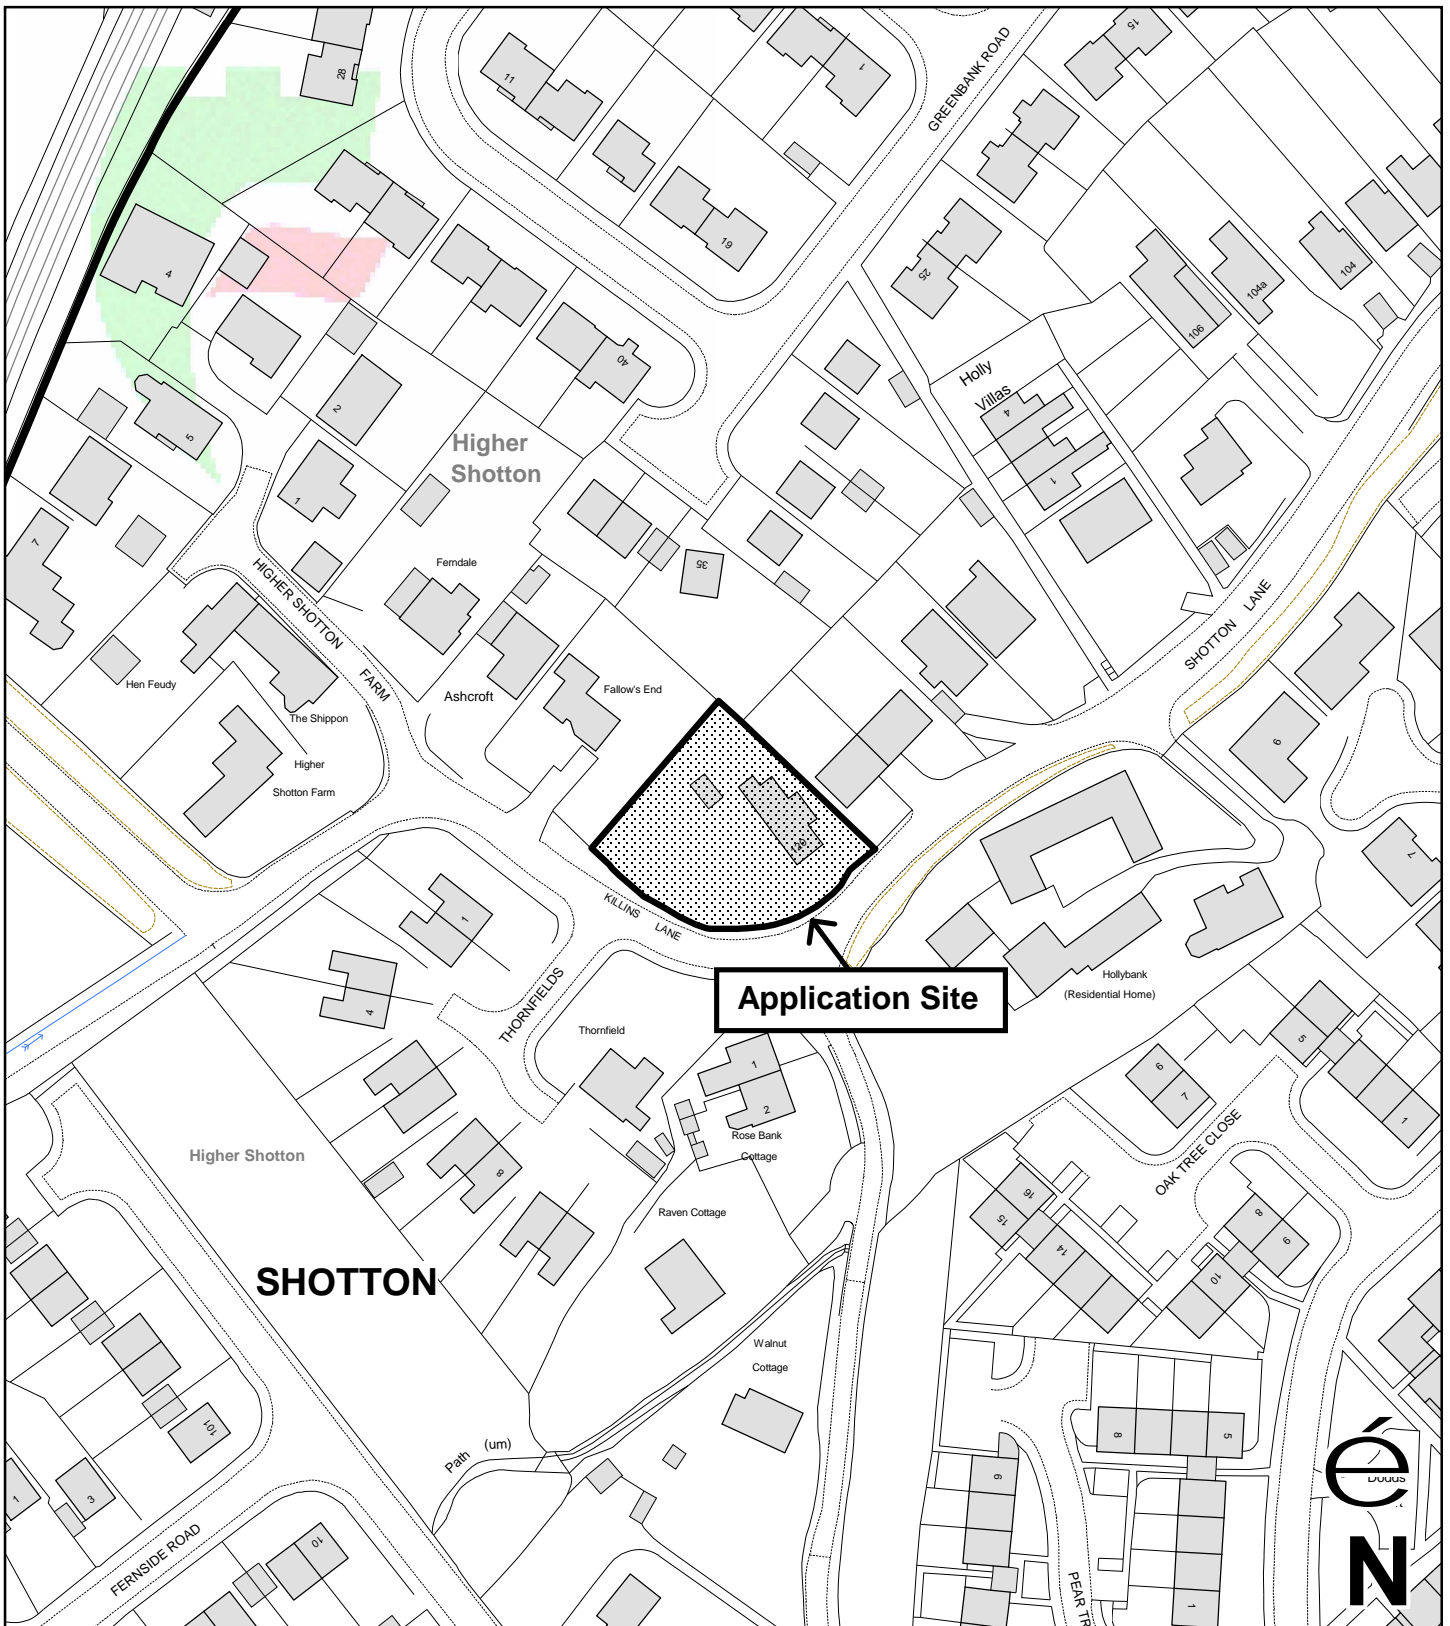 28
11
1
15
GREENBANK ROAD
19
25
4
104
104a
106
Holly
Villas
4
1
40
2
5
1
7
Higher
Shotton
Ferndale
35
HIGHER SHOTTON
FARM
SHOTTON LANE
Hen Feudy
The Shippon
Ashcroft
Fallow's End
Higher
Shotton Farm
9
7
120
KILLINS LANE
1
4
Application Site
Hollybank
(Residential Home)
THORNFIELDS
Thornfield
1
2
Rose Bank
Cottage
5
6
7
1
OAK TREE CLOSE
Higher Shotton
8
Raven Cottage
16
15
14
8
9
10
SHOTTON
Walnut
Cottage
101
Path (um)
8
5
6
1
3
10
FERNSIDE ROAD
PEAR TR
1
é
N